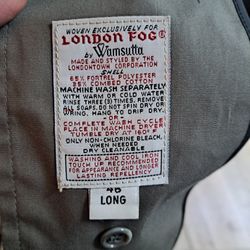 WOVEN EXCLUSIVELY FOR
LONDON FOG®
by Wamsutta
MADE AND STYLED BY THE
LONDONTOWN CORPORATION
SHELL
65% FORTREL POLYESTER
35% COMBED COTTON
MACHINE WASH SEPARATELY
WITH WARM OR COLD WATER
RINSE THREE (3) TIMES. REMOVE
ALL SOAPS. DO NOT SPIN DRY OR
WRING. HANG TO DRIP DRY.
- OR -
COMPLETE WASH CYCLE
PLACE IN MACHINE DRYER
TUMBLE DRY AT 160° F
ONLY NON-CHLORINE BLEACH,
WHEN NEEDED
DRY CLEANABLE
WASHING AND COOL IRON
TOUCH UP RECOMMENDED
FOR APPEARANCE AND LONGER
LASTING REPELLENCY
46
LONG